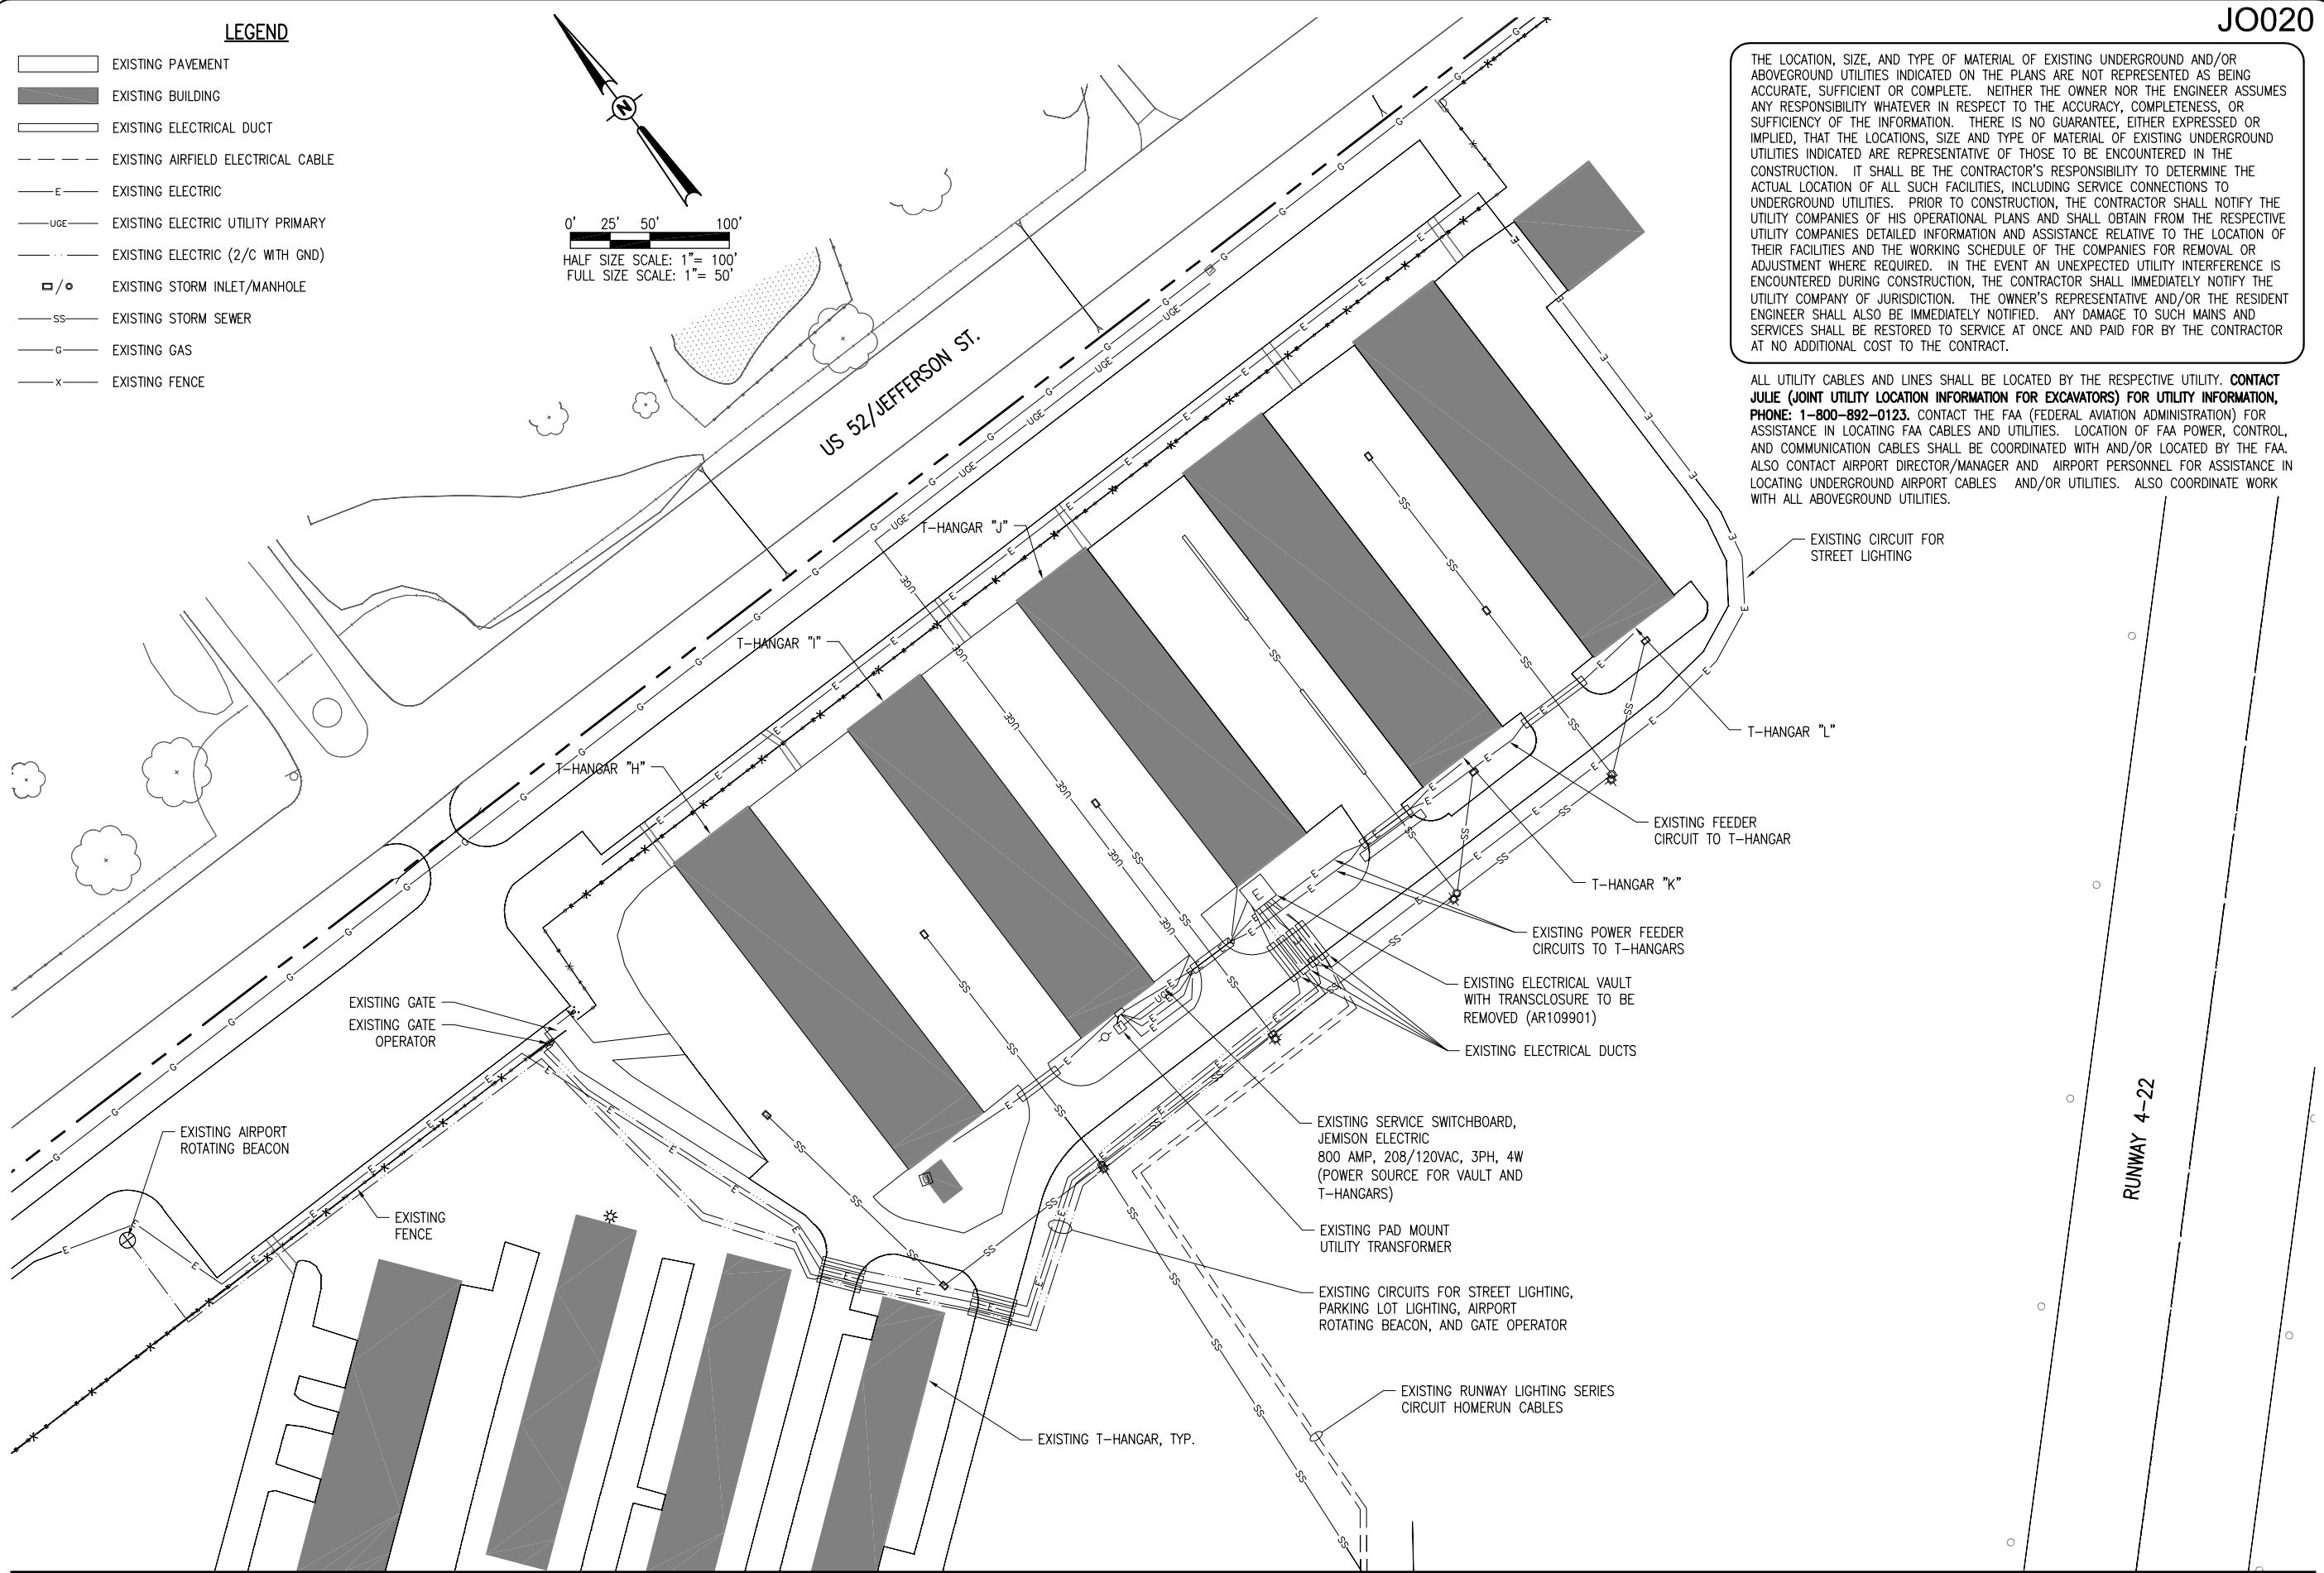 JO020
LEGEND
EXISTING PAVEMENT
EXISTING BUILDING
EXISTING ELECTRICAL DUCT
EXISTING AIRFIELD ELECTRICAL CABLE
E EXISTING ELECTRIC
UGE EXISTING ELECTRIC UTILITY PRIMARY
EXISTING ELECTRIC (2/C WITH GND)
/ EXISTING STORM INLET/MANHOLE
SS EXISTING STORM SEWER
G EXISTING GAS
X EXISTING FENCE
N
0' 25' 50' 100'
HALF SIZE SCALE: 1"= 100'
FULL SIZE SCALE: 1"= 50'
THE LOCATION, SIZE, AND TYPE OF MATERIAL OF EXISTING UNDERGROUND AND/OR
ABOVEGROUND UTILITIES INDICATED ON THE PLANS ARE NOT REPRESENTED AS BEING
ACCURATE, SUFFICIENT OR COMPLETE. NEITHER THE OWNER NOR THE ENGINEER ASSUMES
ANY RESPONSIBILITY WHATEVER IN RESPECT TO THE ACCURACY, COMPLETENESS, OR
SUFFICIENCY OF THE INFORMATION. THERE IS NO GUARANTEE, EITHER EXPRESSED OR
IMPLIED, THAT THE LOCATIONS, SIZE AND TYPE OF MATERIAL OF EXISTING UNDERGROUND
UTILITIES INDICATED ARE REPRESENTATIVE OF THOSE TO BE ENCOUNTERED IN THE
CONSTRUCTION. IT SHALL BE THE CONTRACTOR'S RESPONSIBILITY TO DETERMINE THE
ACTUAL LOCATION OF ALL SUCH FACILITIES, INCLUDING SERVICE CONNECTIONS TO
UNDERGROUND UTILITIES. PRIOR TO CONSTRUCTION, THE CONTRACTOR SHALL NOTIFY THE
UTILITY COMPANIES OF HIS OPERATIONAL PLANS AND SHALL OBTAIN FROM THE RESPECTIVE
UTILITY COMPANIES DETAILED INFORMATION AND ASSISTANCE RELATIVE TO THE LOCATION OF
THEIR FACILITIES AND THE WORKING SCHEDULE OF THE COMPANIES FOR REMOVAL OR
ADJUSTMENT WHERE REQUIRED. IN THE EVENT AN UNEXPECTED UTILITY INTERFERENCE IS
ENCOUNTERED DURING CONSTRUCTION, THE CONTRACTOR SHALL IMMEDIATELY NOTIFY THE
UTILITY COMPANY OF JURISDICTION. THE OWNER'S REPRESENTATIVE AND/OR THE RESIDENT
ENGINEER SHALL ALSO BE IMMEDIATELY NOTIFIED. ANY DAMAGE TO SUCH MAINS AND
SERVICES SHALL BE RESTORED TO SERVICE AT ONCE AND PAID FOR BY THE CONTRACTOR
AT NO ADDITIONAL COST TO THE CONTRACT.
ALL UTILITY CABLES AND LINES SHALL BE LOCATED BY THE RESPECTIVE UTILITY. CONTACT
JULIE (JOINT UTILITY LOCATION INFORMATION FOR EXCAVATORS) FOR UTILITY INFORMATION,
PHONE: 1-800-892-0123. CONTACT THE FAA (FEDERAL AVIATION ADMINISTRATION) FOR
ASSISTANCE IN LOCATING FAA CABLES AND UTILITIES. LOCATION OF FAA POWER, CONTROL,
AND COMMUNICATION CABLES SHALL BE COORDINATED WITH AND/OR LOCATED BY THE FAA.
ALSO CONTACT AIRPORT DIRECTOR/MANAGER AND AIRPORT PERSONNEL FOR ASSISTANCE IN
LOCATING UNDERGROUND AIRPORT CABLES AND/OR UTILITIES. ALSO COORDINATE WORK
WITH ALL ABOVEGROUND UTILITIES.
US 52/JEFFERSON ST.
T-HANGAR "J"
T-HANGAR "I"
T-HANGAR "H"
EXISTING CIRCUIT FOR
STREET LIGHTING
T-HANGAR "L"
EXISTING FEEDER
CIRCUIT TO T-HANGAR
T-HANGAR "K"
EXISTING POWER FEEDER
CIRCUITS TO T-HANGARS
EXISTING ELECTRICAL VAULT
WITH TRANSCLOSURE TO BE
REMOVED (AR109901)
EXISTING ELECTRICAL DUCTS
EXISTING GATE
EXISTING GATE
OPERATOR
EXISTING AIRPORT
ROTATING BEACON
EXISTING
FENCE
EXISTING SERVICE SWITCHBOARD,
JEMISON ELECTRIC
800 AMP, 208/120VAC, 3PH, 4W
(POWER SOURCE FOR VAULT AND
T-HANGARS)
EXISTING PAD MOUNT
UTILITY TRANSFORMER
EXISTING CIRCUITS FOR STREET LIGHTING,
PARKING LOT LIGHTING, AIRPORT
ROTATING BEACON, AND GATE OPERATOR
EXISTING RUNWAY LIGHTING SERIES
CIRCUIT HOMERUN CABLES
EXISTING T-HANGAR, TYP.
RUNWAY 4-22